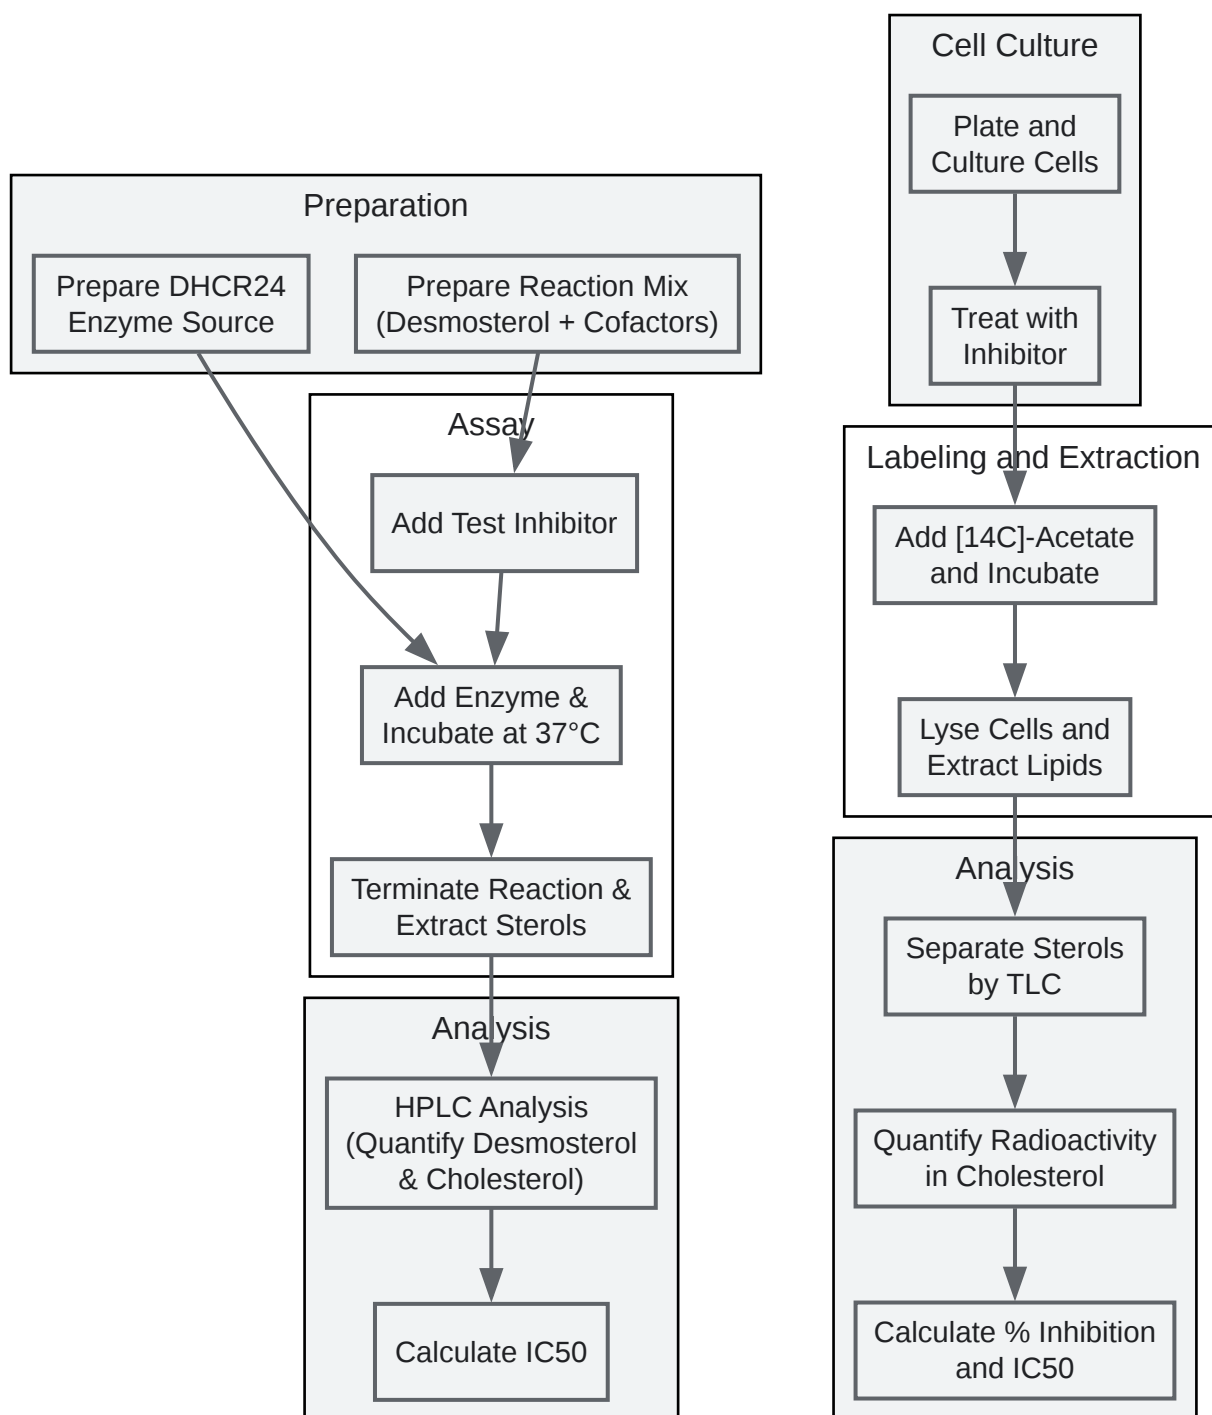 Preparation
Prepare DHCR24
Enzyme Source
Prepare Reaction Mix
(Desmosterol + Cofactors)
Assay
Add Test Inhibitor
Add Enzyme &
Incubate at 37°C
Terminate Reaction &
Extract Sterols
Analysis
HPLC Analysis
(Quantify Desmosterol
& Cholesterol)
Calculate IC50
Cell Culture
Plate and
Culture Cells
Treat with
Inhibitor
Labeling and Extraction
Add [14C]-Acetate
and Incubate
Lyse Cells and
Extract Lipids
Analysis
Separate Sterols
by TLC
Quantify Radioactivity
in Cholesterol
Calculate % Inhibition
and IC50